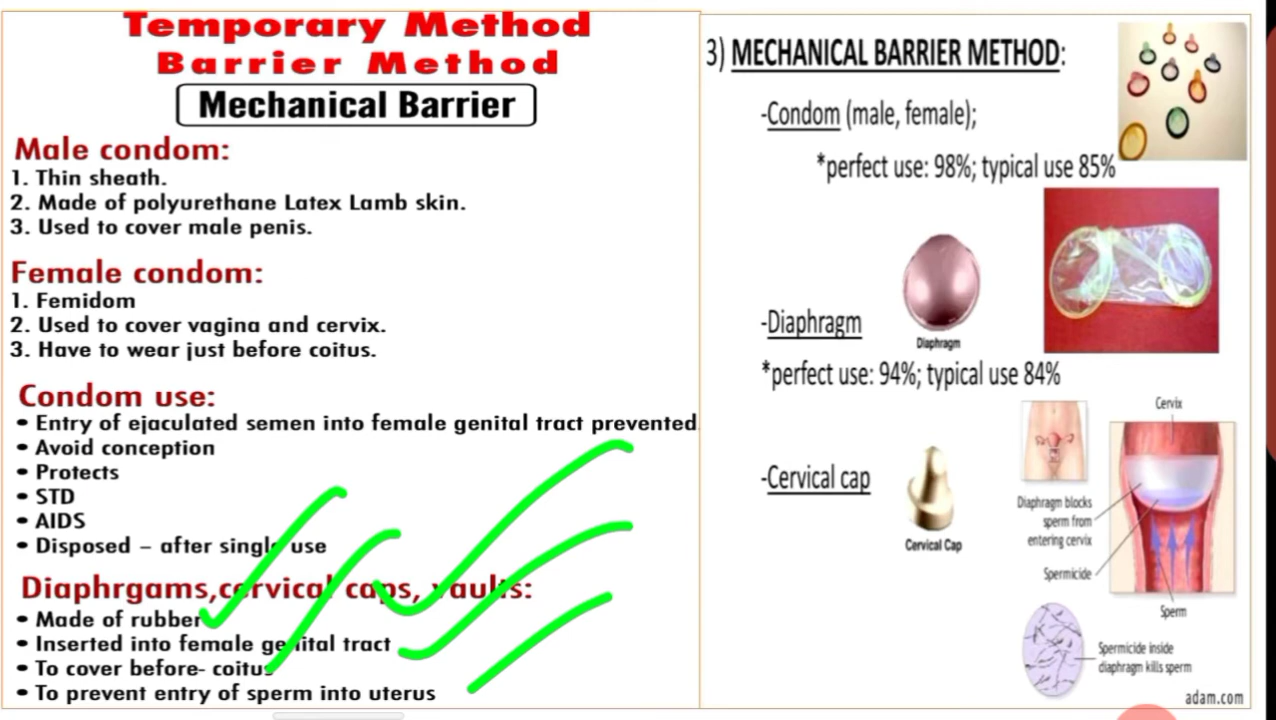 Temporary Method
Barrier Method
Mechanical Barrier
Male condom:
1. Thin sheath.
2. Made of polyurethane Latex Lamb skin.
3. Used to cover male penis.
Female condom:
1. Femidom
2. Used to cover vagina and cervix.
3. Have to wear just before coitus.
Condom use:
• Entry of ejaculated semen into female genital tract prevented.
• Avoid conception
• Protects
• STD
• AIDS
• Disposed – after single use
Diaphrgams,cervical caps, vaults:
• Made of rubber
• Inserted into female genital tract
• To cover before- coitus
• To prevent entry of sperm into uterus
3) MECHANICAL BARRIER METHOD:
-Condom (male, female);
*perfect use: 98%; typical use 85%
-Diaphragm
Diaphragm
*perfect use: 94%; typical use 84%
-Cervical cap
Cervical Cap
Cervix
Diaphragm blocks
sperm from
entering cervix
Spermicide
Sperm
Spermicide inside
diaphragm kills sperm
adam.com